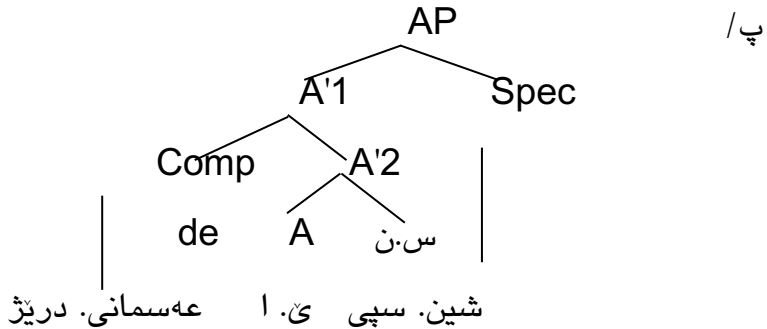 پ/
AP
A'1 Spec
Comp A'2
de A س.ن
شین. سپی ێ. ا عەسمانی. درێژ